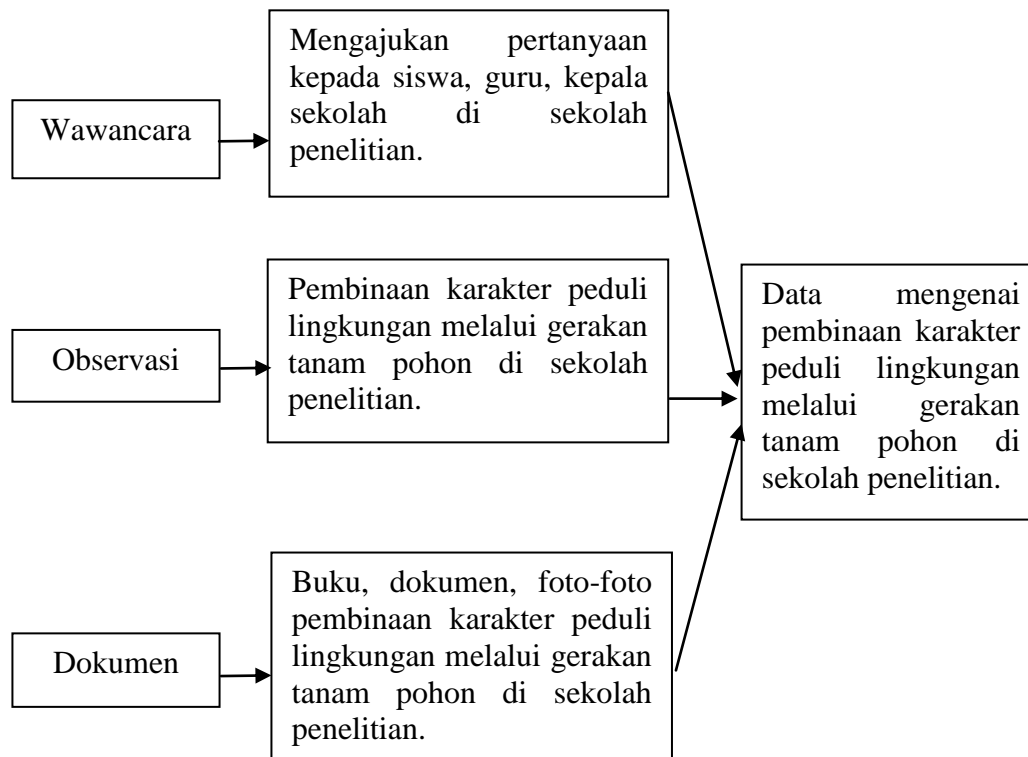 Wawancara
Mengajukan pertanyaan
kepada siswa, guru, kepala
sekolah di sekolah
penelitian.
Observasi
Pembinaan karakter peduli
lingkungan melalui gerakan
tanam pohon di sekolah
penelitian.
Dokumen
Buku, dokumen, foto-foto
pembinaan karakter peduli
lingkungan melalui gerakan
tanam pohon di sekolah
penelitian.
Data mengenai
pembinaan karakter
peduli lingkungan
melalui gerakan
tanam pohon di
sekolah penelitian.